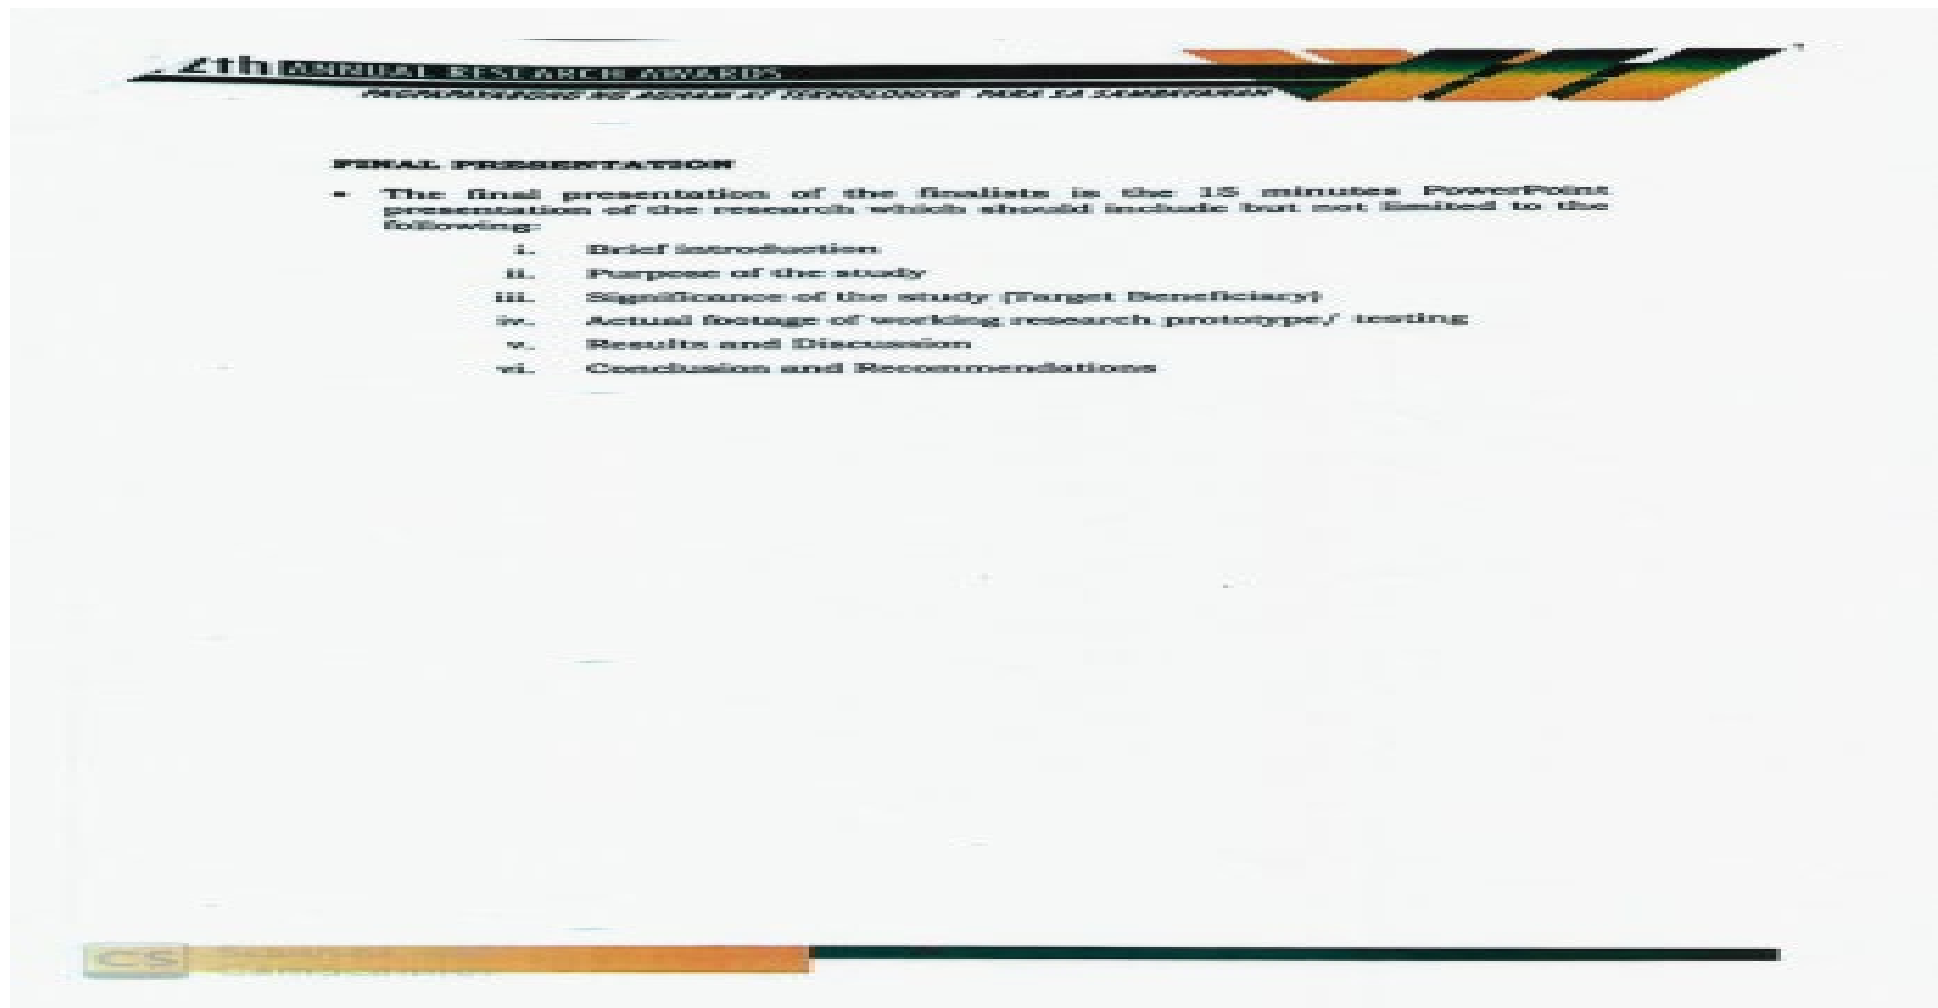 2th ANNUAL RESEARCH AWARDS
FINAL PRESENTATION
• The final presentation of the finalists is the 15 minutes PowerPoint
presentation of the research which should include but not limited to the
following:
i. Brief introduction
ii. Purpose of the study
iii. Significance of the study (Target Beneficiary)
iv. Actual footage of working research prototype/ testing
v. Results and Discussion
vi. Conclusion and Recommendations
CS